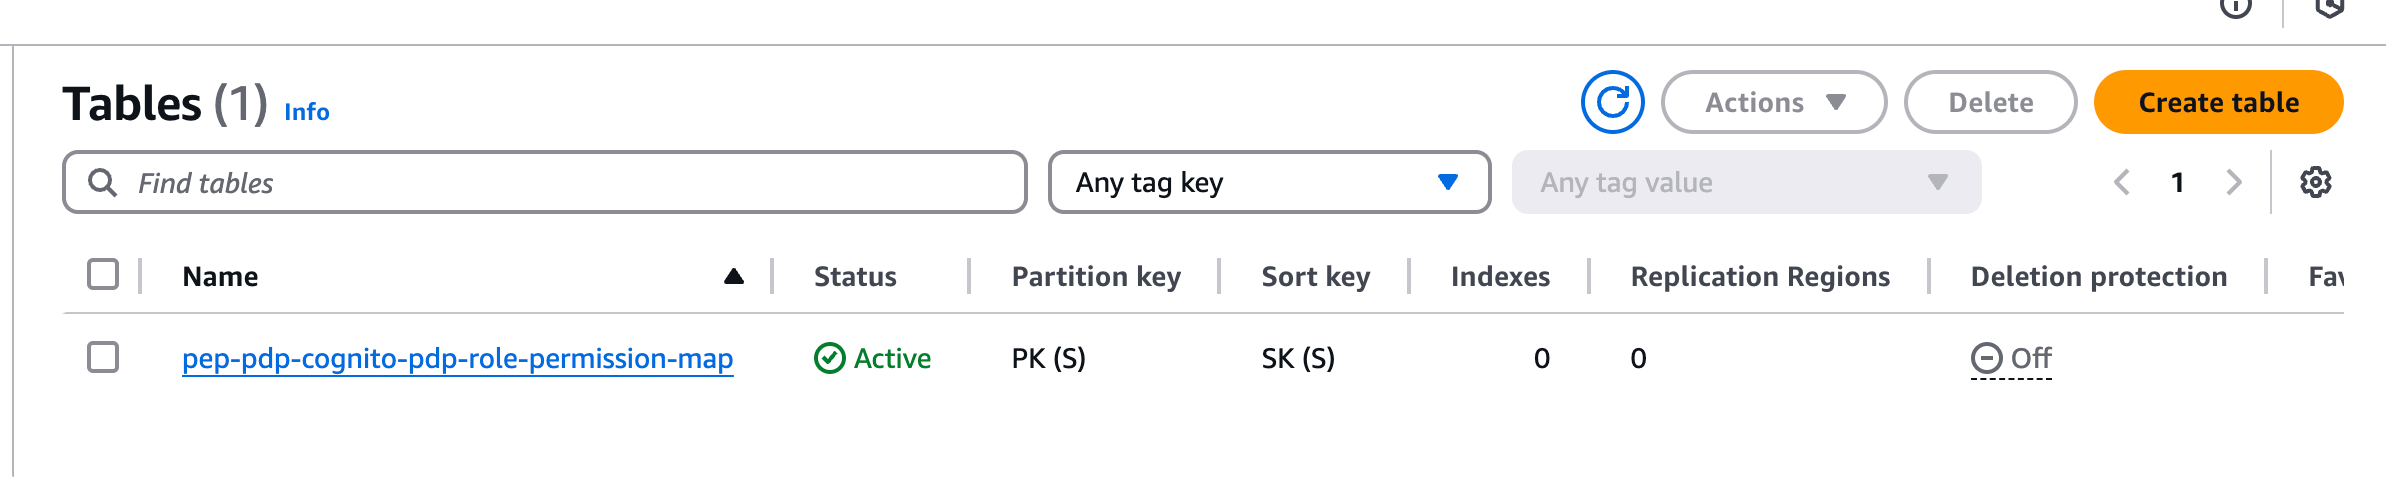 Tables (1) Info
Actions Delete Create table
Find tables Any tag key Any tag value 1
Name Status Partition key Sort key Indexes Replication Regions Deletion protection
pep-pdp-cognito-pdp-role-permission-map Active PK (S) SK (S) 0 0 Off